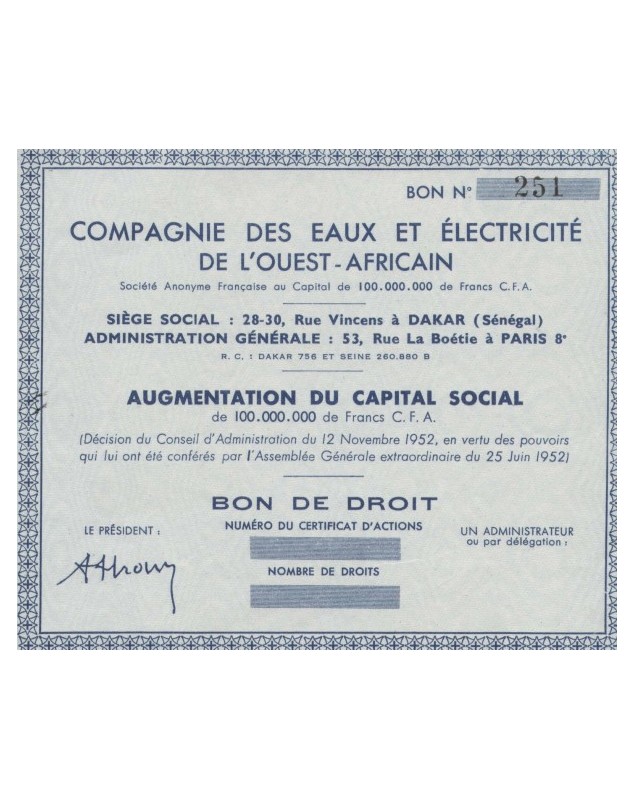 BON N° 251
COMPAGNIE DES EAUX ET ÉLECTRICITÉ
DE L'OUEST-AFRICAIN
Société Anonyme Française au Capital de 100.000.000 de Francs C.F.A.
SIÈGE SOCIAL : 28-30, Rue Vincens à DAKAR (Sénégal)
ADMINISTRATION GÉNÉRALE : 53, Rue La Boétie à PARIS 8e
R.C. : DAKAR 756 ET SEINE 260.880 B
AUGMENTATION DU CAPITAL SOCIAL
de 100.000.000 de Francs C.F.A.
(Décision du Conseil d'Administration du 12 Novembre 1952, en vertu des pouvoirs
qui lui ont été conférés par l'Assemblée Générale extraordinaire du 25 Juin 1952)
BON DE DROIT
NUMÉRO DU CERTIFICAT D'ACTIONS
LE PRÉSIDENT :
UN ADMINISTRATEUR
ou par délégation :
NOMBRE DE DROITS